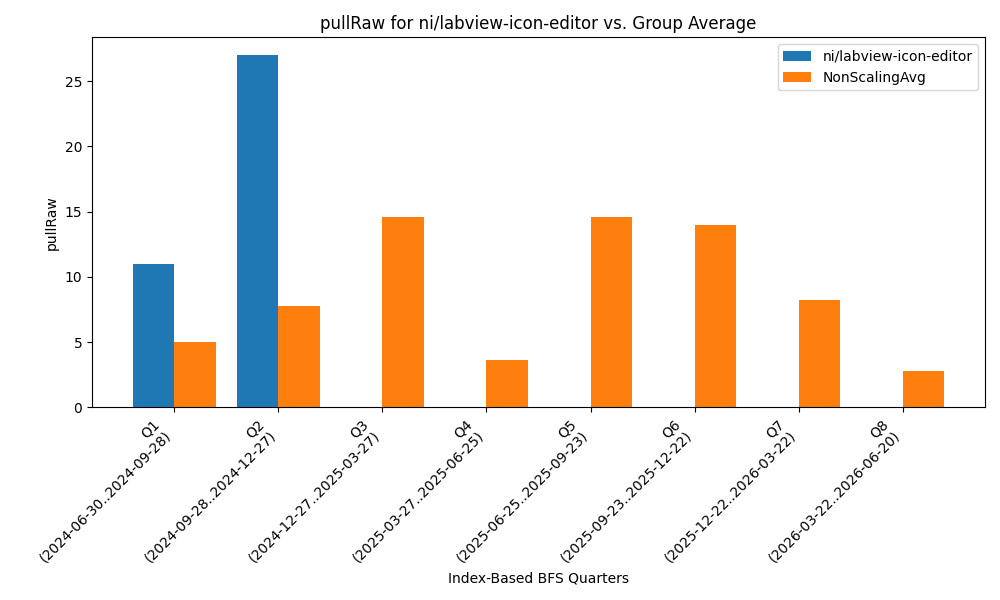 pullRaw for ni/labview-icon-editor vs. Group Average
ni/labview-icon-editor
NonScalingAvg
pullRaw
25
20
15
10
5
0
Q1
(2024-06-30..2024-09-28)
Q2
(2024-09-28..2024-12-27)
Q3
(2024-12-27..2025-03-27)
Q4
(2025-03-27..2025-06-25)
Q5
(2025-06-25..2025-09-23)
Q6
(2025-09-23..2025-12-22)
Q7
(2025-12-22..2026-03-22)
Q8
(2026-03-22..2026-06-20)
Index-Based BFS Quarters